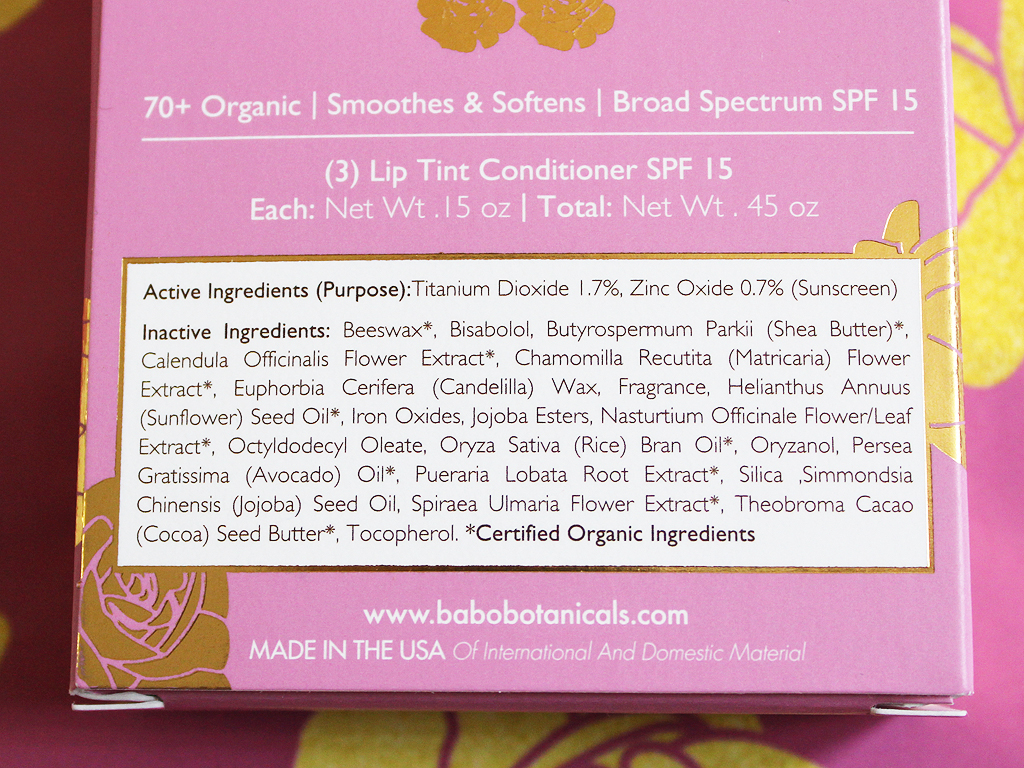 70+ Organic | Smoothes & Softens | Broad Spectrum SPF 15
(3) Lip Tint Conditioner SPF 15
Each: Net Wt .15 oz | Total: Net Wt . 45 oz
Active Ingredients (Purpose):Titanium Dioxide 1.7%, Zinc Oxide 0.7% (Sunscreen)
Inactive Ingredients: Beeswax*, Bisabolol, Butyrospermum Parkii (Shea Butter)*,
Calendula Officinalis Flower Extract*, Chamomilla Recutita (Matricaria) Flower
Extract*, Euphorbia Cerifera (Candelilla) Wax, Fragrance, Helianthus Annuus
(Sunflower) Seed Oil*, Iron Oxides, Jojoba Esters, Nasturtium Officinale Flower/Leaf
Extract*, Octyldodecyl Oleate, Oryza Sativa (Rice) Bran Oil*, Oryzanol, Persea
Gratissima (Avocado) Oil*, Pueraria Lobata Root Extract*, Silica ,Simmondsia
Chinensis (Jojoba) Seed Oil, Spiraea Ulmaria Flower Extract*, Theobroma Cacao
(Cocoa) Seed Butter*, Tocopherol. *Certified Organic Ingredients
www.babobotanicals.com
MADE IN THE USA Of International And Domestic Material